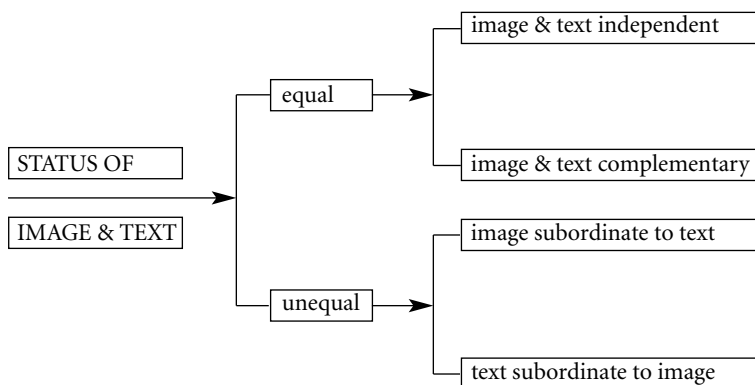 image & text independent
equal
image & text complementary
STATUS OF
IMAGE & TEXT
image subordinate to text
unequal
text subordinate to image